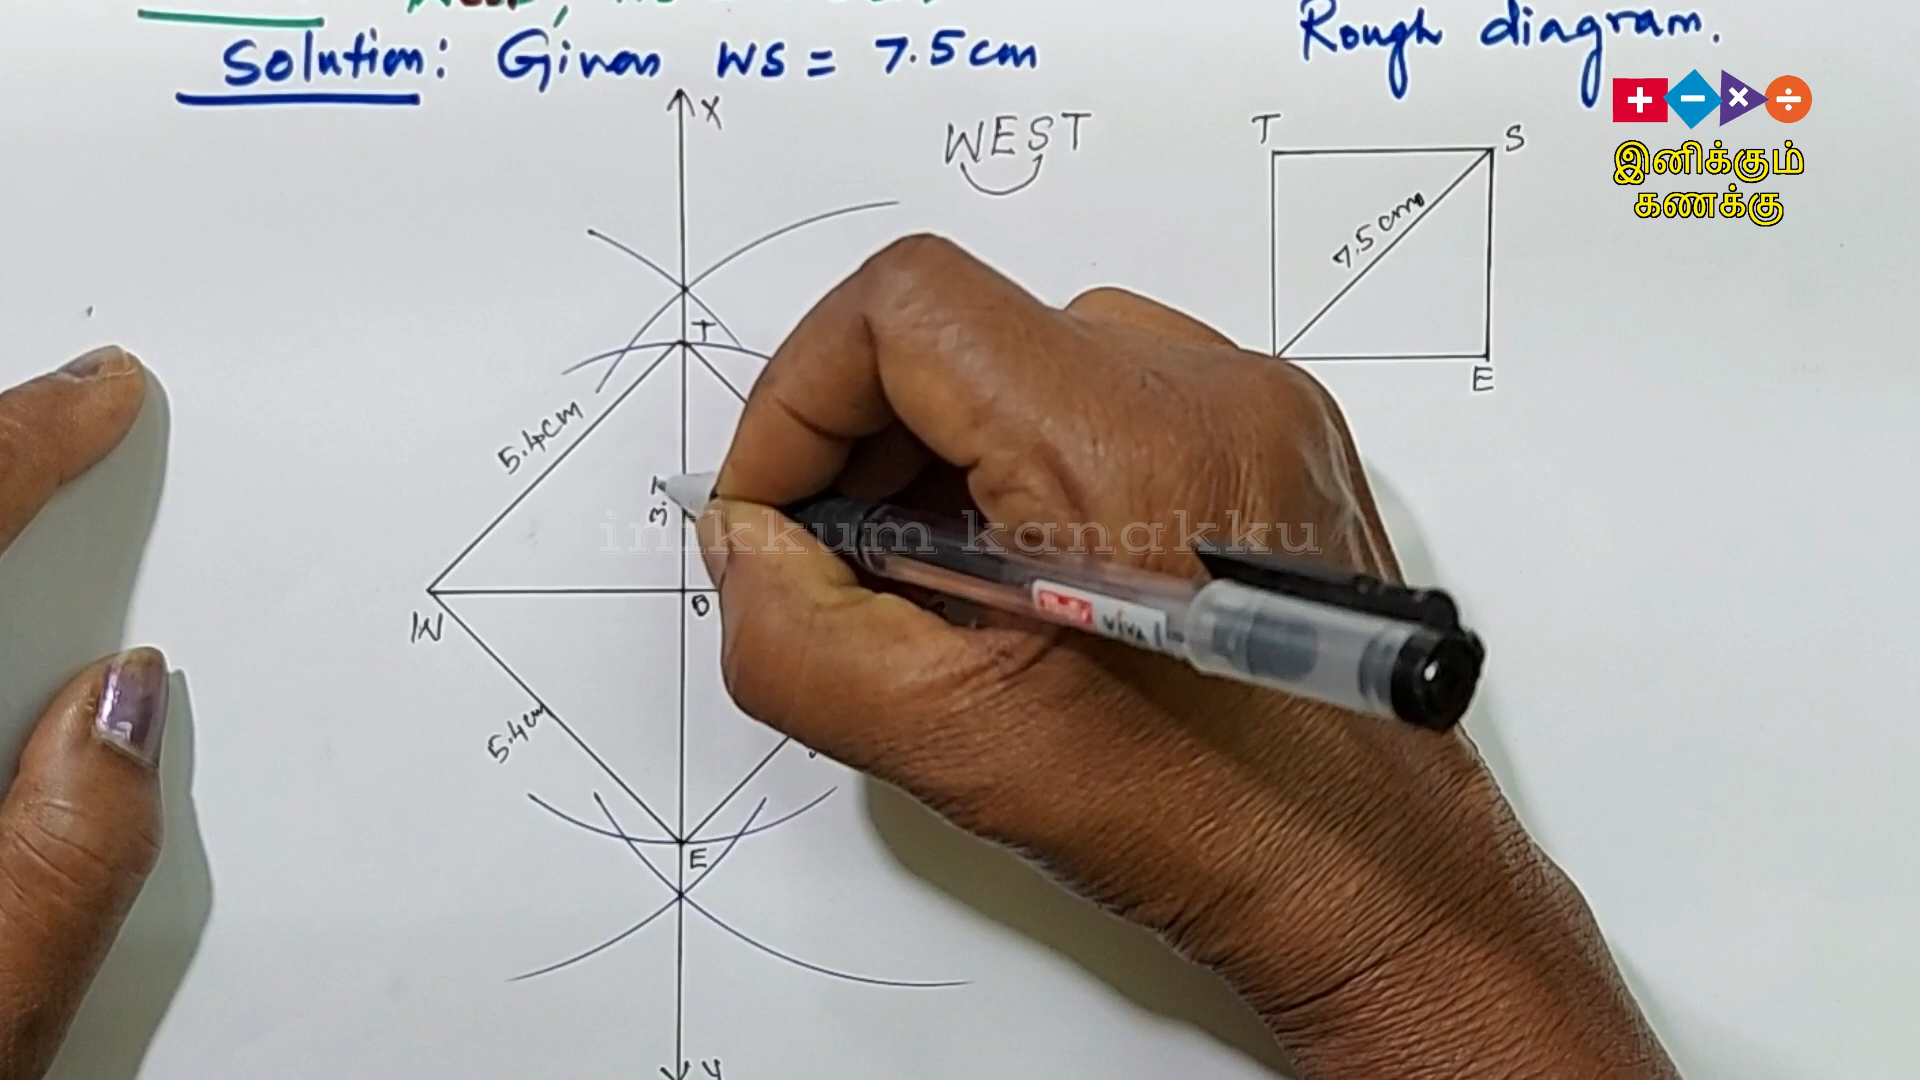 Solution: Given WS = 7.5cm
Rough diagram.
X
WEST
T
S
+ - × ÷
இனிக்கும்
கணக்கு
7.5cm
T
E
5.4cm
inikkum kanakku
W
5.4cm
E
Y